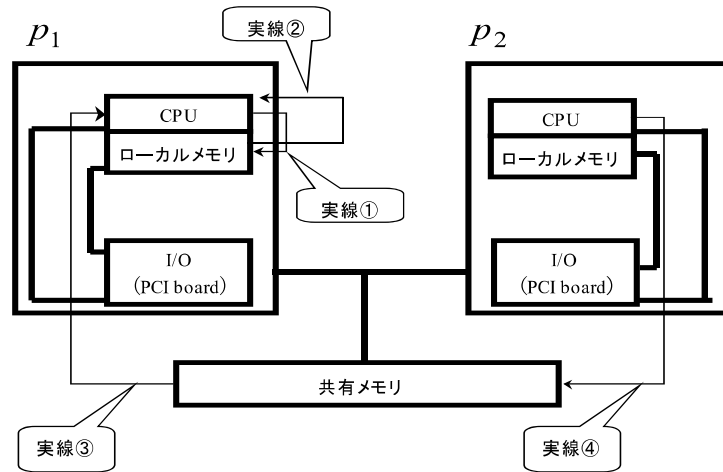 実線②
p1
p2
CPU
ローカルメモリ
CPU
ローカルメモリ
実線①
I/O
(PCI board)
I/O
(PCI board)
共有メモリ
実線③
実線④